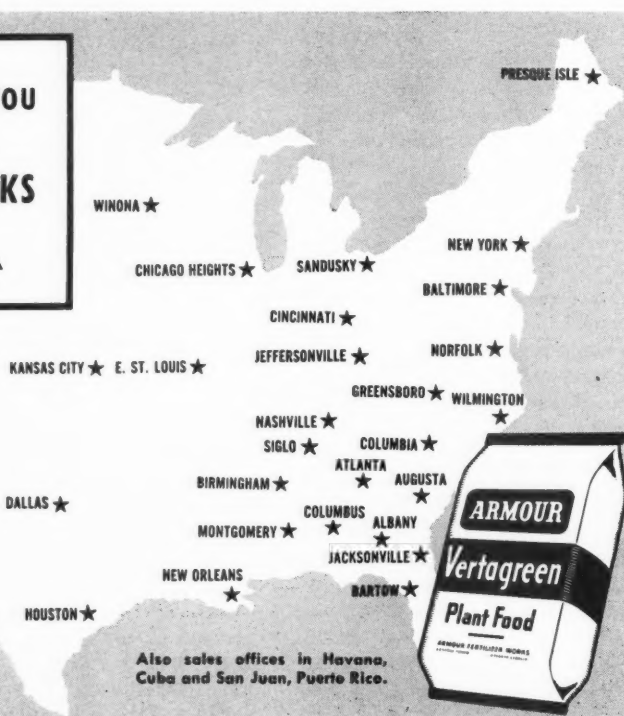 OU
KS
PRESQUE ISLE
WINONA
NEW YORK
CHICAGO HEIGHTS
SANDUSKY
BALTIMORE
CINCINNATI
KANSAS CITY
E. ST. LOUIS
JEFFERSONVILLE
NORFOLK
GREENSBORO
WILMINGTON
NASHVILLE
SIGLO
COLUMBIA
ATLANTA
BIRMINGHAM
AUGUSTA
DALLAS
COLUMBUS
ALBANY
MONTGOMERY
JACKSONVILLE
NEW ORLEANS
BARTOW
HOUSTON
ARMOUR
Vertagreen
Plant Food
ARMOUR FERTILIZER WORKS
Also sales offices in Havana,
Cuba and San Juan, Puerto Rico.